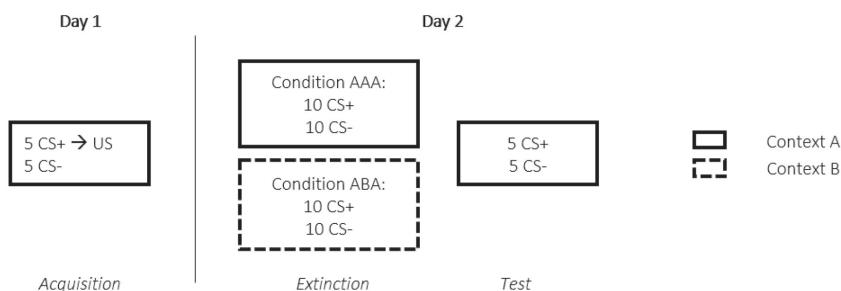 Day 1
Day 2
5 CS+ → US
5 CS-
Condition AAA:
10 CS+
10 CS-
Condition ABA:
10 CS+
10 CS-
5 CS+
5 CS-
Context A
Context B
Acquisition
Extinction
Test